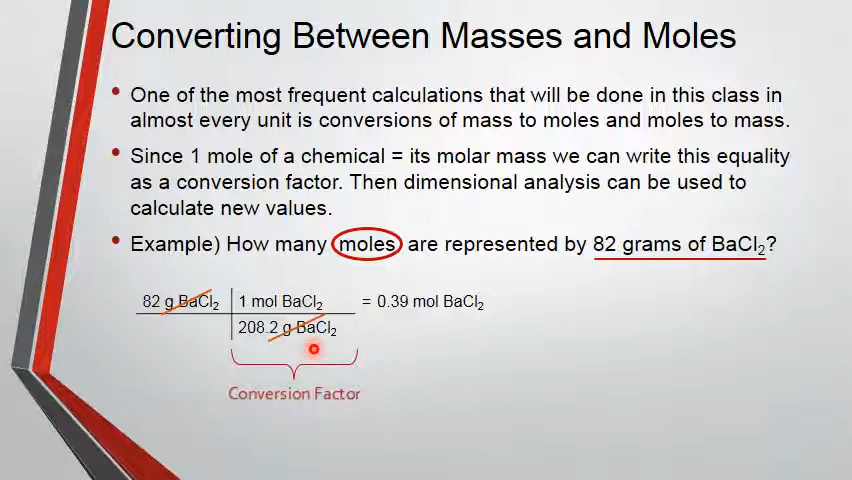 Converting Between Masses and Moles
• One of the most frequent calculations that will be done in this class in
almost every unit is conversions of mass to moles and moles to mass.
• Since 1 mole of a chemical = its molar mass we can write this equality
as a conversion factor. Then dimensional analysis can be used to
calculate new values.
• Example) How many moles are represented by 82 grams of BaCl₂?
82 g BaCl₂ 1 mol BaCl₂ = 0.39 mol BaCl₂
208.2 g BaCl₂
Conversion Factor